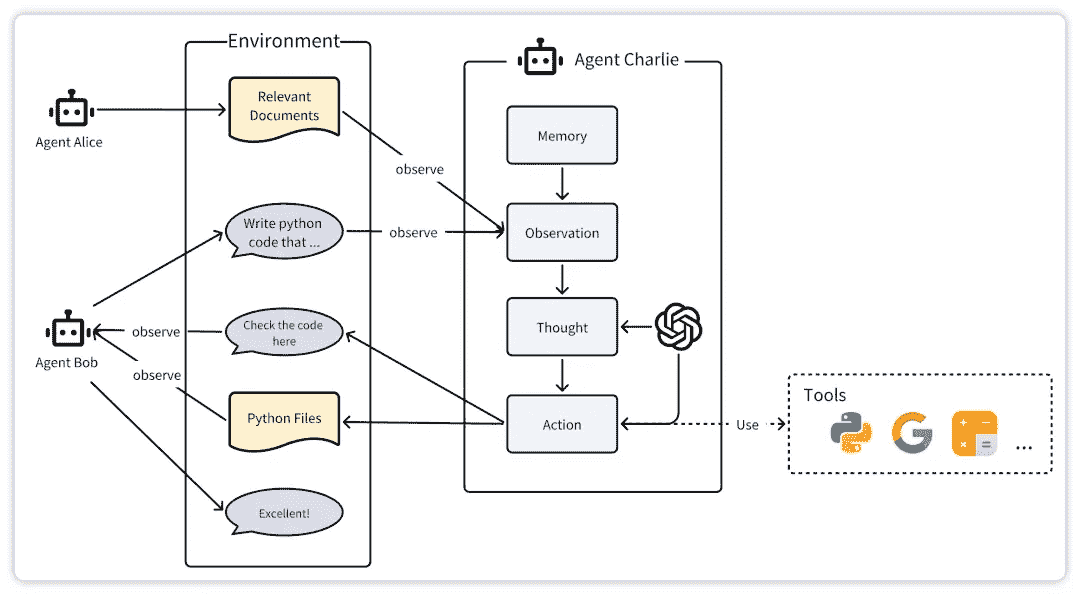 Environment
Agent Charlie
Relevant
Documents
Agent Alice
Memory
observe
Write python
code that ...
observe
Observation
Check the code
here
observe
Agent Bob
Thought
observe
Python Files
Action
Use
Tools
...
Excellent!